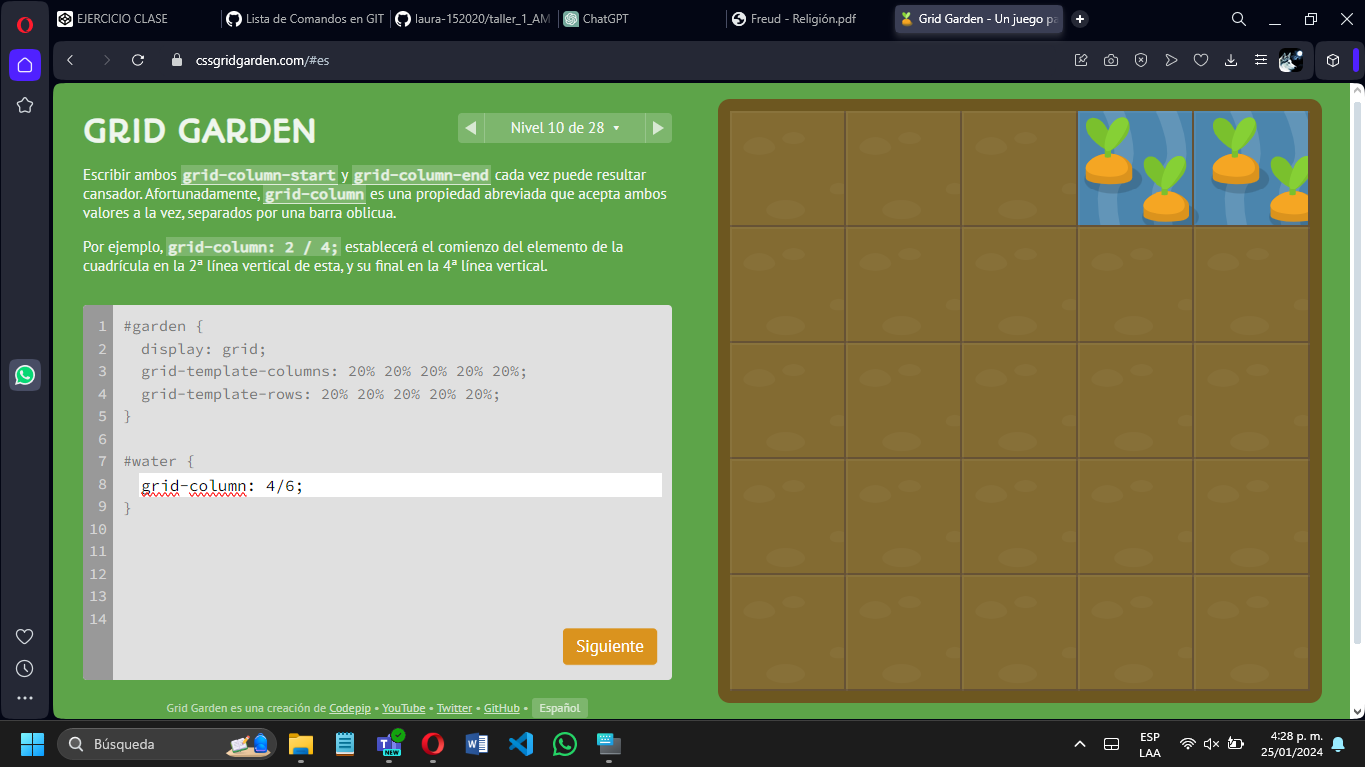 EJERCICIO CLASE
Lista de Comandos en GIT
laura-152020/taller_1_AM
ChatGPT
Freud - Religión.pdf
Grid Garden - Un juego pa
cssgridgarden.com/#es
GRID GARDEN
Nivel 10 de 28
Escribir ambos grid-column-start y grid-column-end cada vez puede resultar
cansador. Afortunadamente, grid-column es una propiedad abreviada que acepta ambos
valores a la vez, separados por una barra oblicua.
Por ejemplo, grid-column: 2 / 4; establecerá el comienzo del elemento de la
cuadrícula en la 2ª línea vertical de esta, y su final en la 4ª línea vertical.
1 #garden {
2 display: grid;
3 grid-template-columns: 20% 20% 20% 20% 20%;
4 grid-template-rows: 20% 20% 20% 20% 20%;
5 }
6
7 #water {
8 grid-column: 4/6;
9 }
10
11
12
13
14
Siguiente
Grid Garden es una creación de Codepip • YouTube • Twitter • GitHub • Español
Búsqueda
NEW
ESP
LAA
4:28 p. m.
25/01/2024